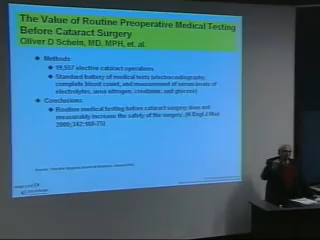 The Value of Routine Preoperative Medical Testing
Before Cataract Surgery
Oliver D Schein, MD, MPH, et. al.
Methods
19,557 elective cataract operations
Standard battery of medical tests (electrocardiography,
complete blood count, and measurement of serum levels of
electrolytes, urea nitrogen, creatinine, and glucose)
Conclusions
Routine medical testing before cataract surgery does not
measurably increase the safety of the surgery. (N Engl J Med
2000;342:168-75)